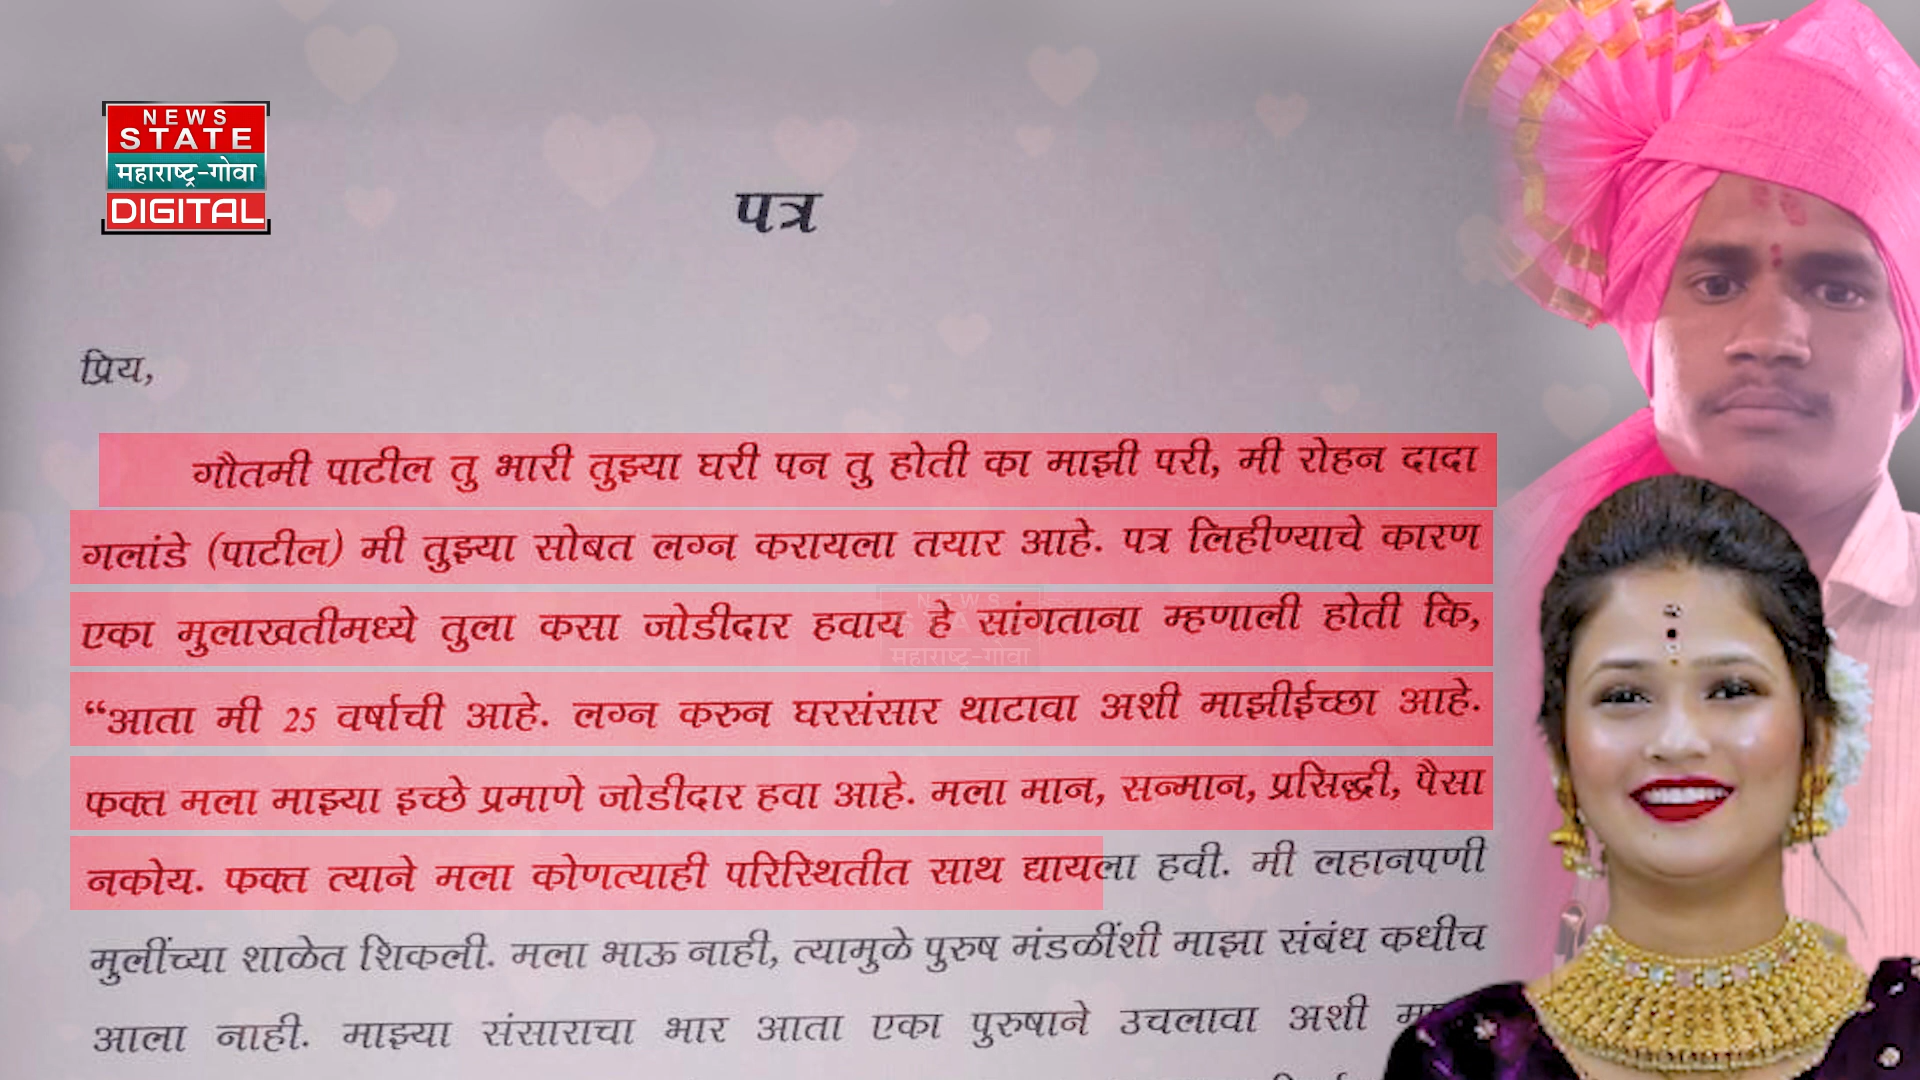 NEWS
STATE
महाराष्ट्र-गोवा
DIGITAL
पत्र
प्रिय,
गौतमी पाटील तु भारी तुझ्या घरी पन तु होती का माझी परी, मी रोहन दादा
गलांडे (पाटील) मी तुझ्या सोबत लग्न करायला तयार आहे. पत्र लिहीण्याचे कारण
एका मुलाखतीमध्ये तुला कसा जोडीदार हवाय हे सांगताना म्हणाली होती कि,
“आता मी 25 वर्षाची आहे. लग्न करुन घरसंसार थाटावा अशी माझीईच्छा आहे.
फक्त मला माझ्या इच्छे प्रमाणे जोडीदार हवा आहे. मला मान, सन्मान, प्रसिद्धी, पैसा
नकोय. फक्त त्याने मला कोणत्याही परिस्थितीत साथ द्यायला हवी. मी लहानपणी
मुलींच्या शाळेत शिकली. मला भाऊ नाही, त्यामुळे पुरुष मंडळींशी माझा संबंध कधीच
आला नाही. माझ्या संसाराचा भार आता एका पुरुषाने उचलावा अशी
NEWS
STATE
महाराष्ट्र-गोवा